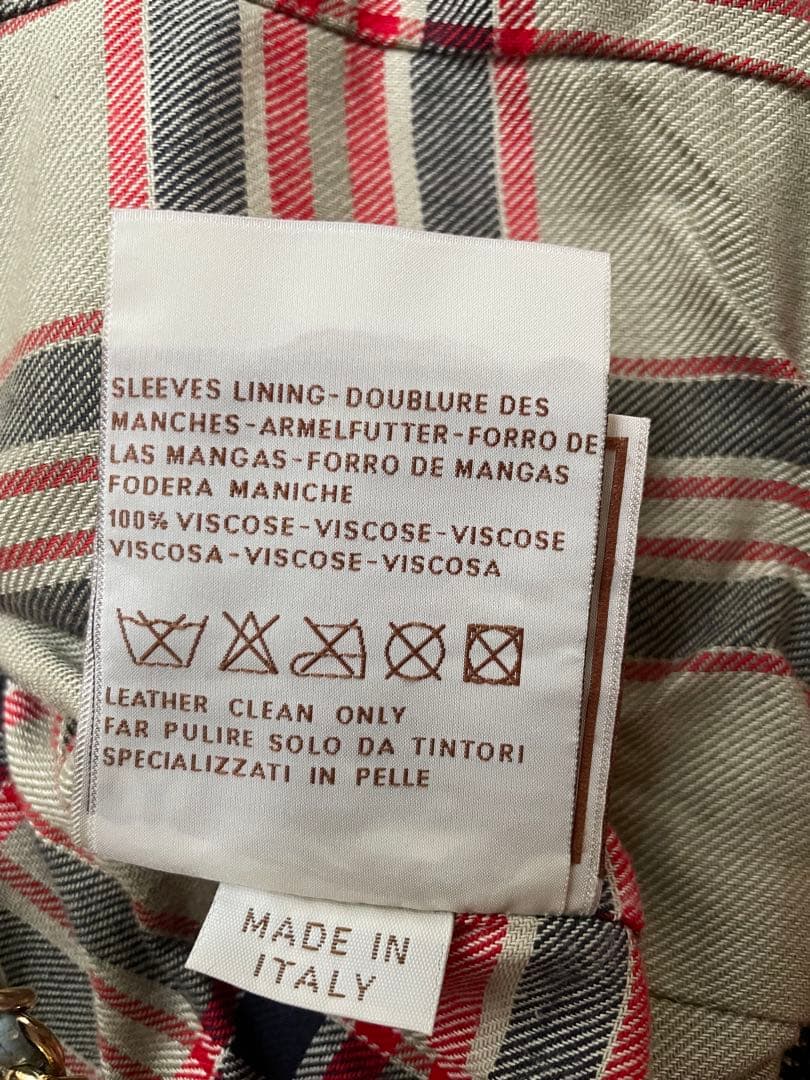 SLEEVES LINING-DOUBLURE DES
MANCHES-ARMELFUTTER-FORRO DE
LAS MANGAS-FORRO DE MANGAS
FODERA MANICHE
100% VISCOSE-VISCOSE-VISCOSE
VISCOSA-VISCOSE-VISCOSA
LEATHER CLEAN ONLY
FAR PULIRE SOLO DA TINTORI
SPECIALIZZATI IN PELLE
MADE IN
ITALY